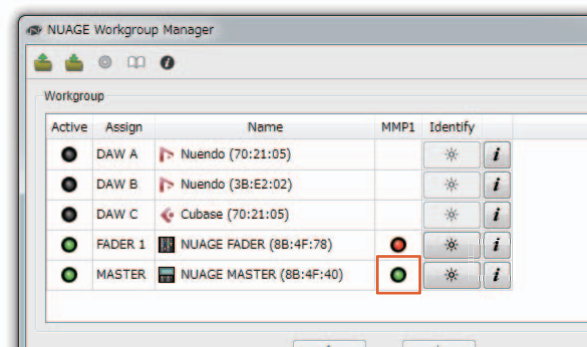 NUAGE Workgroup Manager
Workgroup
Active Assign Name MMP1 Identify
DAW A Nuendo (70:21:05) i
DAW B Nuendo (3B:E2:02) i
DAW C Cubase (70:21:05) i
FADER 1 NUAGE FADER (8B:4F:78) i
MASTER NUAGE MASTER (8B:4F:40) i